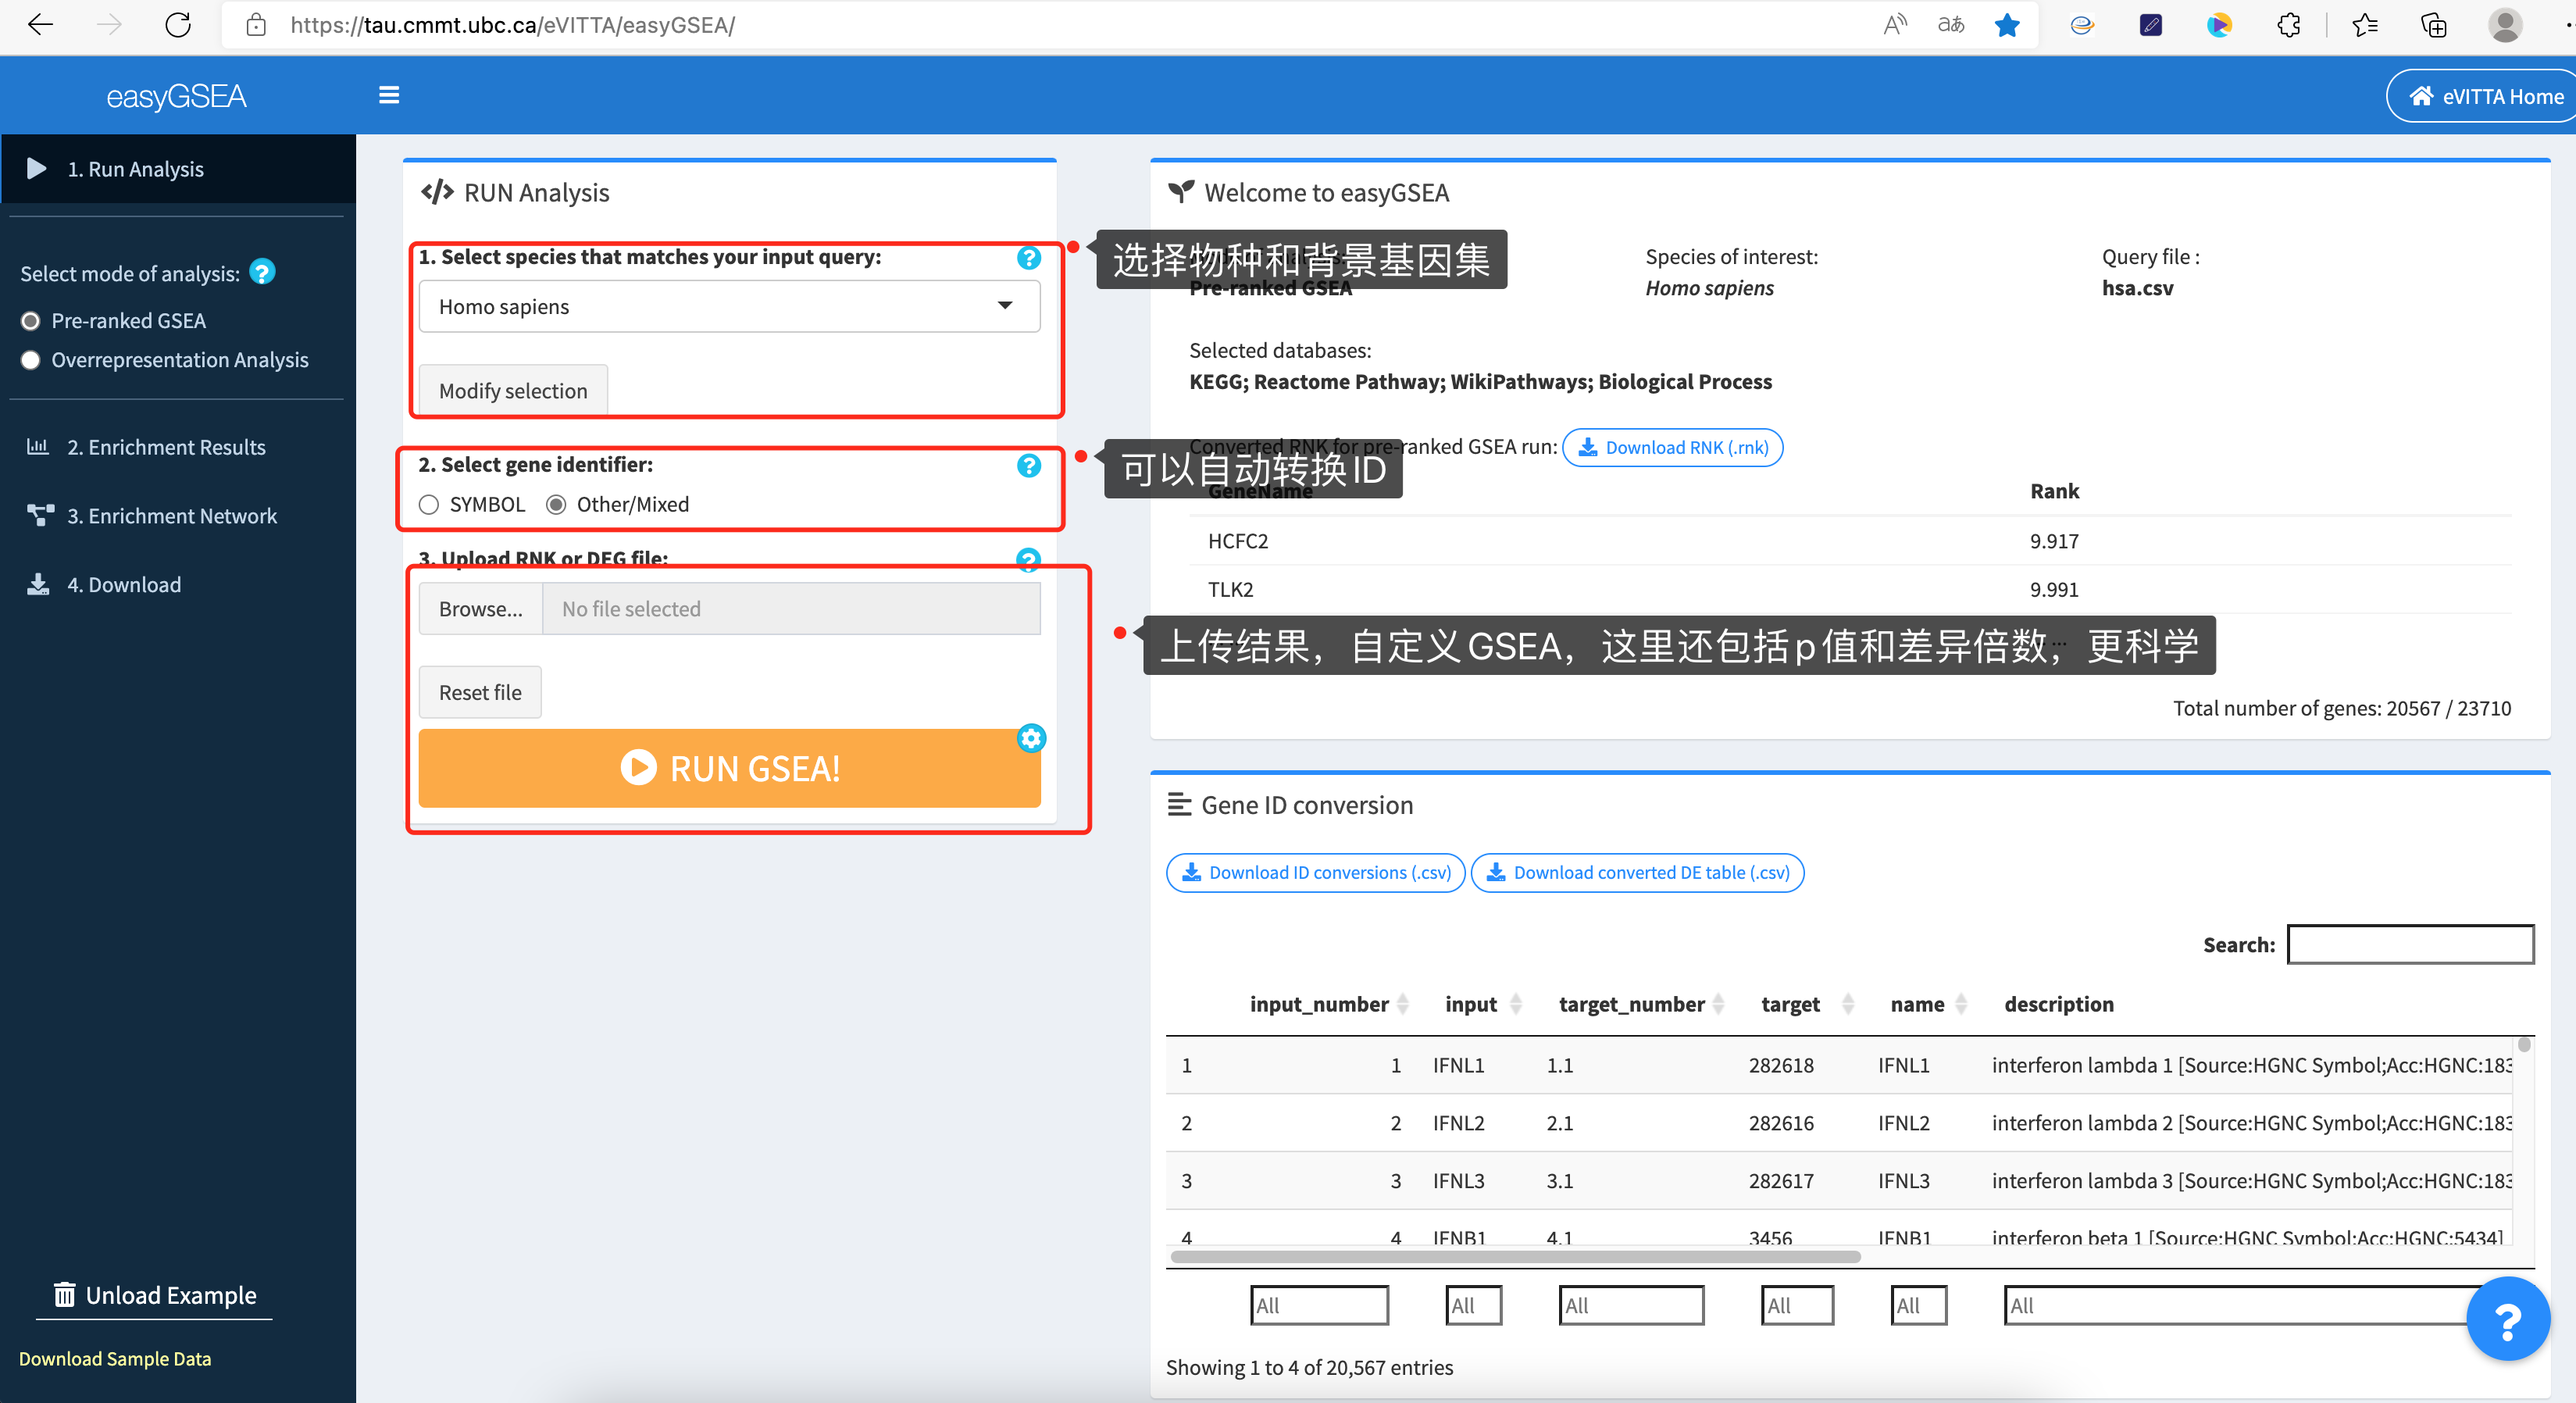 https://tau.cmmt.ubc.ca/eVITTA/easyGSEA/
easyGSEA
eVITTA Home
1. Run Analysis
Select mode of analysis:
Pre-ranked GSEA
Overrepresentation Analysis
2. Enrichment Results
3. Enrichment Network
4. Download
Unload Example
Download Sample Data
RUN Analysis
1. Select species that matches your input query:
Homo sapiens
Modify selection
2. Select gene identifier:
SYMBOL Other/Mixed
3. Upload RNK or DEG file:
Browse... No file selected
Reset file
RUN GSEA!
选择物种和背景基因集
可以自动转换ID
上传结果，自定义GSEA，这里还包括p值和差异倍数，更科学
Welcome to easyGSEA
Pre-ranked GSEA
Species of interest:
Homo sapiens
Query file :
hsa.csv
Selected databases:
KEGG; Reactome Pathway; WikiPathways; Biological Process
Converted RNK for pre-ranked GSEA run: Download RNK (.rnk)
GeneName Rank
HCFC2 9.917
TLK2 9.991
Total number of genes: 20567 / 23710
Gene ID conversion
Download ID conversions (.csv) Download converted DE table (.csv)
Search:
input_number input target_number target name description
1 1 IFNL1 1.1 282618 IFNL1 interferon lambda 1 [Source:HGNC Symbol;Acc:HGNC:183
2 2 IFNL2 2.1 282616 IFNL2 interferon lambda 2 [Source:HGNC Symbol;Acc:HGNC:183
3 3 IFNL3 3.1 282617 IFNL3 interferon lambda 3 [Source:HGNC Symbol;Acc:HGNC:183
4 4 IFNB1 4.1 3456 IFNB1 interferon beta 1 [Source:HGNC Symbol;Acc:HGNC:5434]
All All All All All All
Showing 1 to 4 of 20,567 entries